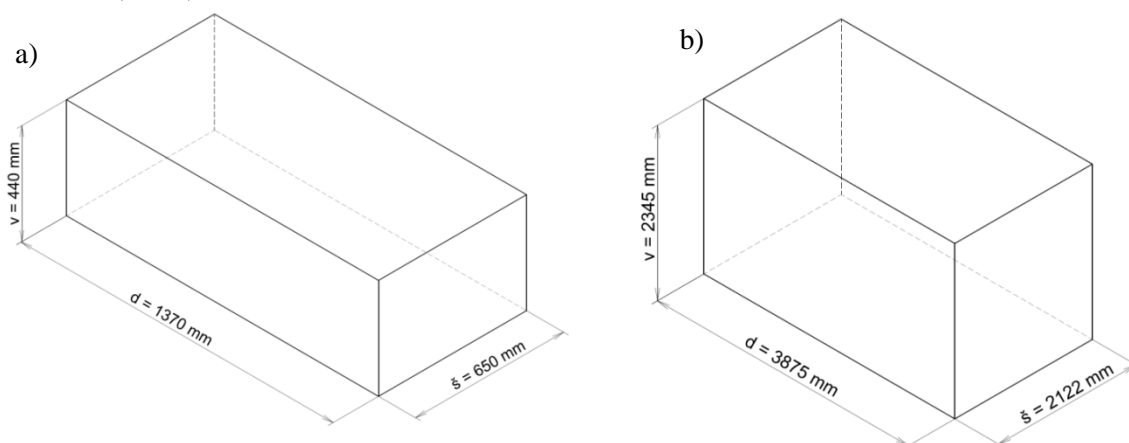 a)
v = 440 mm
d = 1370 mm
š = 650 mm
b)
v = 2345 mm
d = 3875 mm
š = 2122 mm